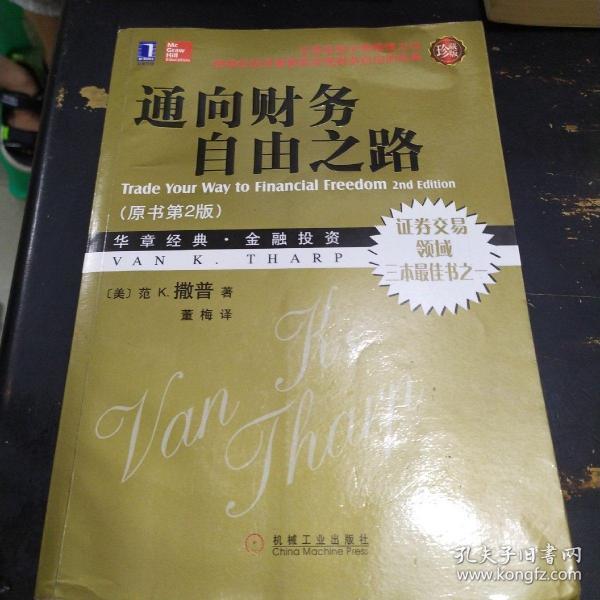 Mc
Graw
Hill
Education
珍藏版
通向财务
自由之路
Trade Your Way to Financial Freedom 2nd Edition
(原书第2版)
华章经典·金融投资
VAN K. THARP
证券交易
领域
三本最佳书之一
〔美〕范 K. 撒普 著
董梅 译
Van K.
Tharp
机械工业出版社
China Machine Press
孔夫子旧书网
www.kongfz.com